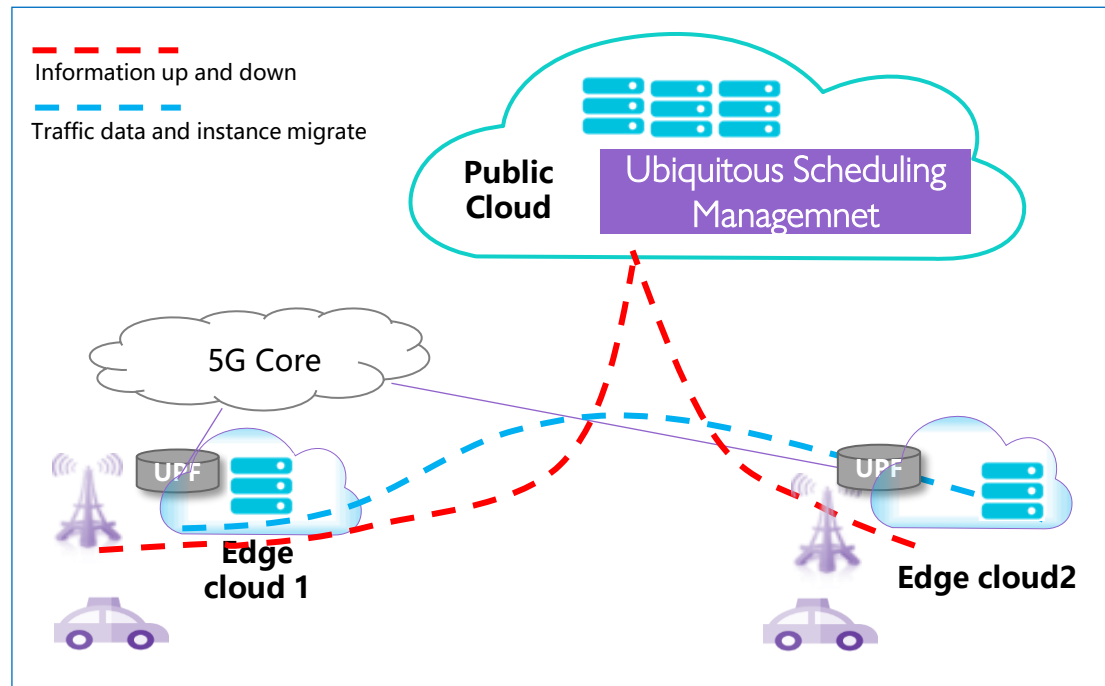 Information up and down
Traffic data and instance migrate
Public
Cloud
Ubiquitous Scheduling
Managemnet
5G Core
UPF
UPF
Edge
cloud 1
Edge cloud2